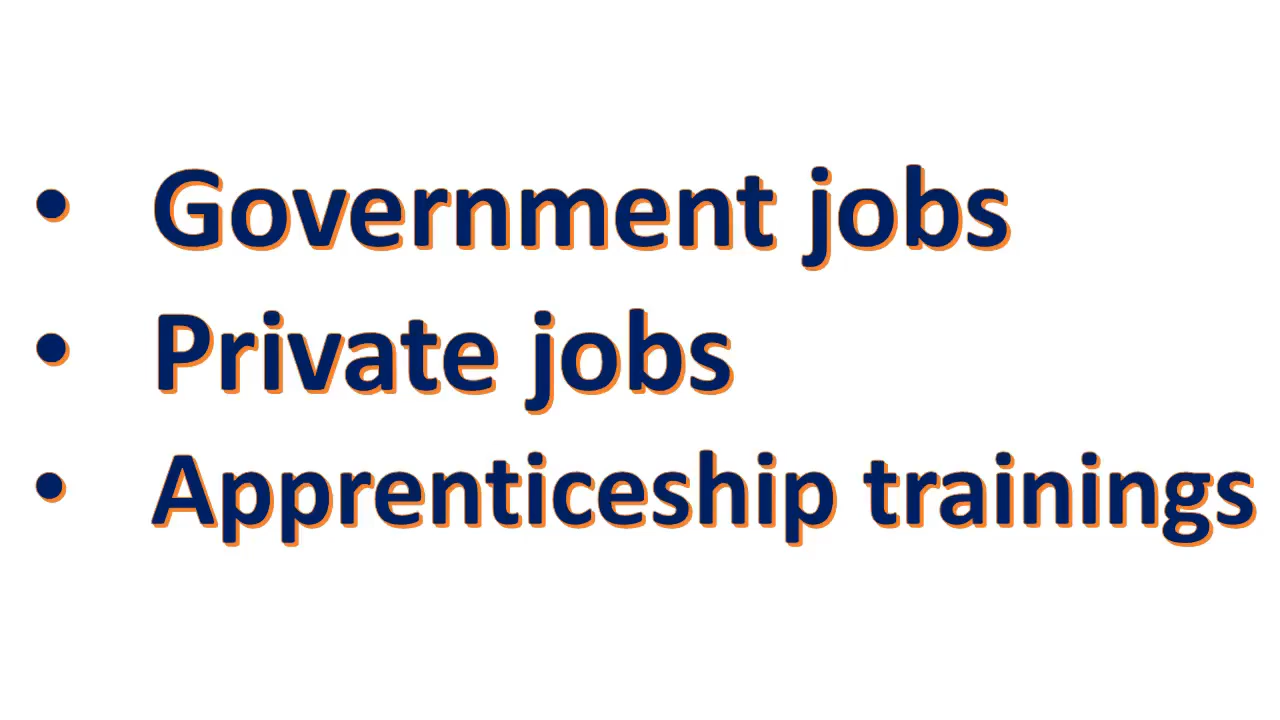 • Government jobs
• Private jobs
• Apprenticeship trainings